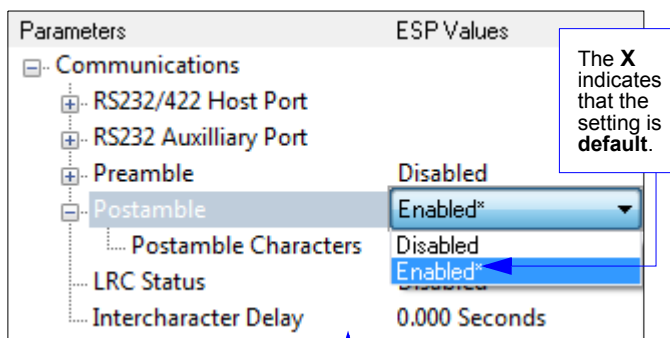 Parameters ESP Values
Communications
RS232/422 Host Port
RS232 Auxilliary Port
Preamble Disabled
Postamble Enabled*
Disabled
Postamble Characters
Enabled*
LRC Status Disabled
Intercharacter Delay 0.000 Seconds
The X
indicates
that the
setting is
default.